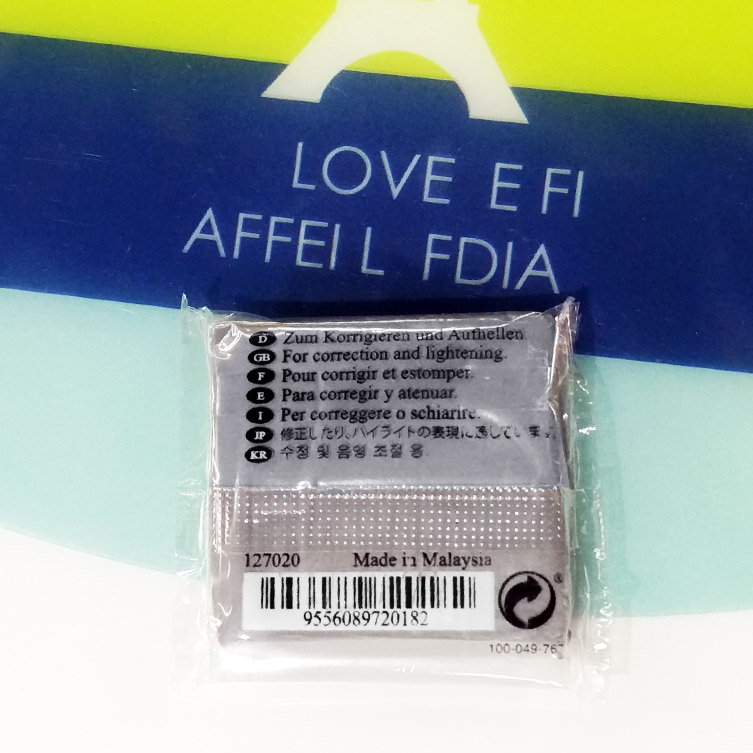 LOVE E FI
AFFEI L FDIA
D Zum Korrigieren und Aufhellen
GB For correction and lightening.
F Pour corrigir et estomper.
E Para corregir y atenuar.
I Per correggere o schiarire.
JP 修正したり、ハイライトの表現に適しています。
KR 수정 및 음영 조절 용
127020 Made in Malaysia
9556089720182
®
100-049-767